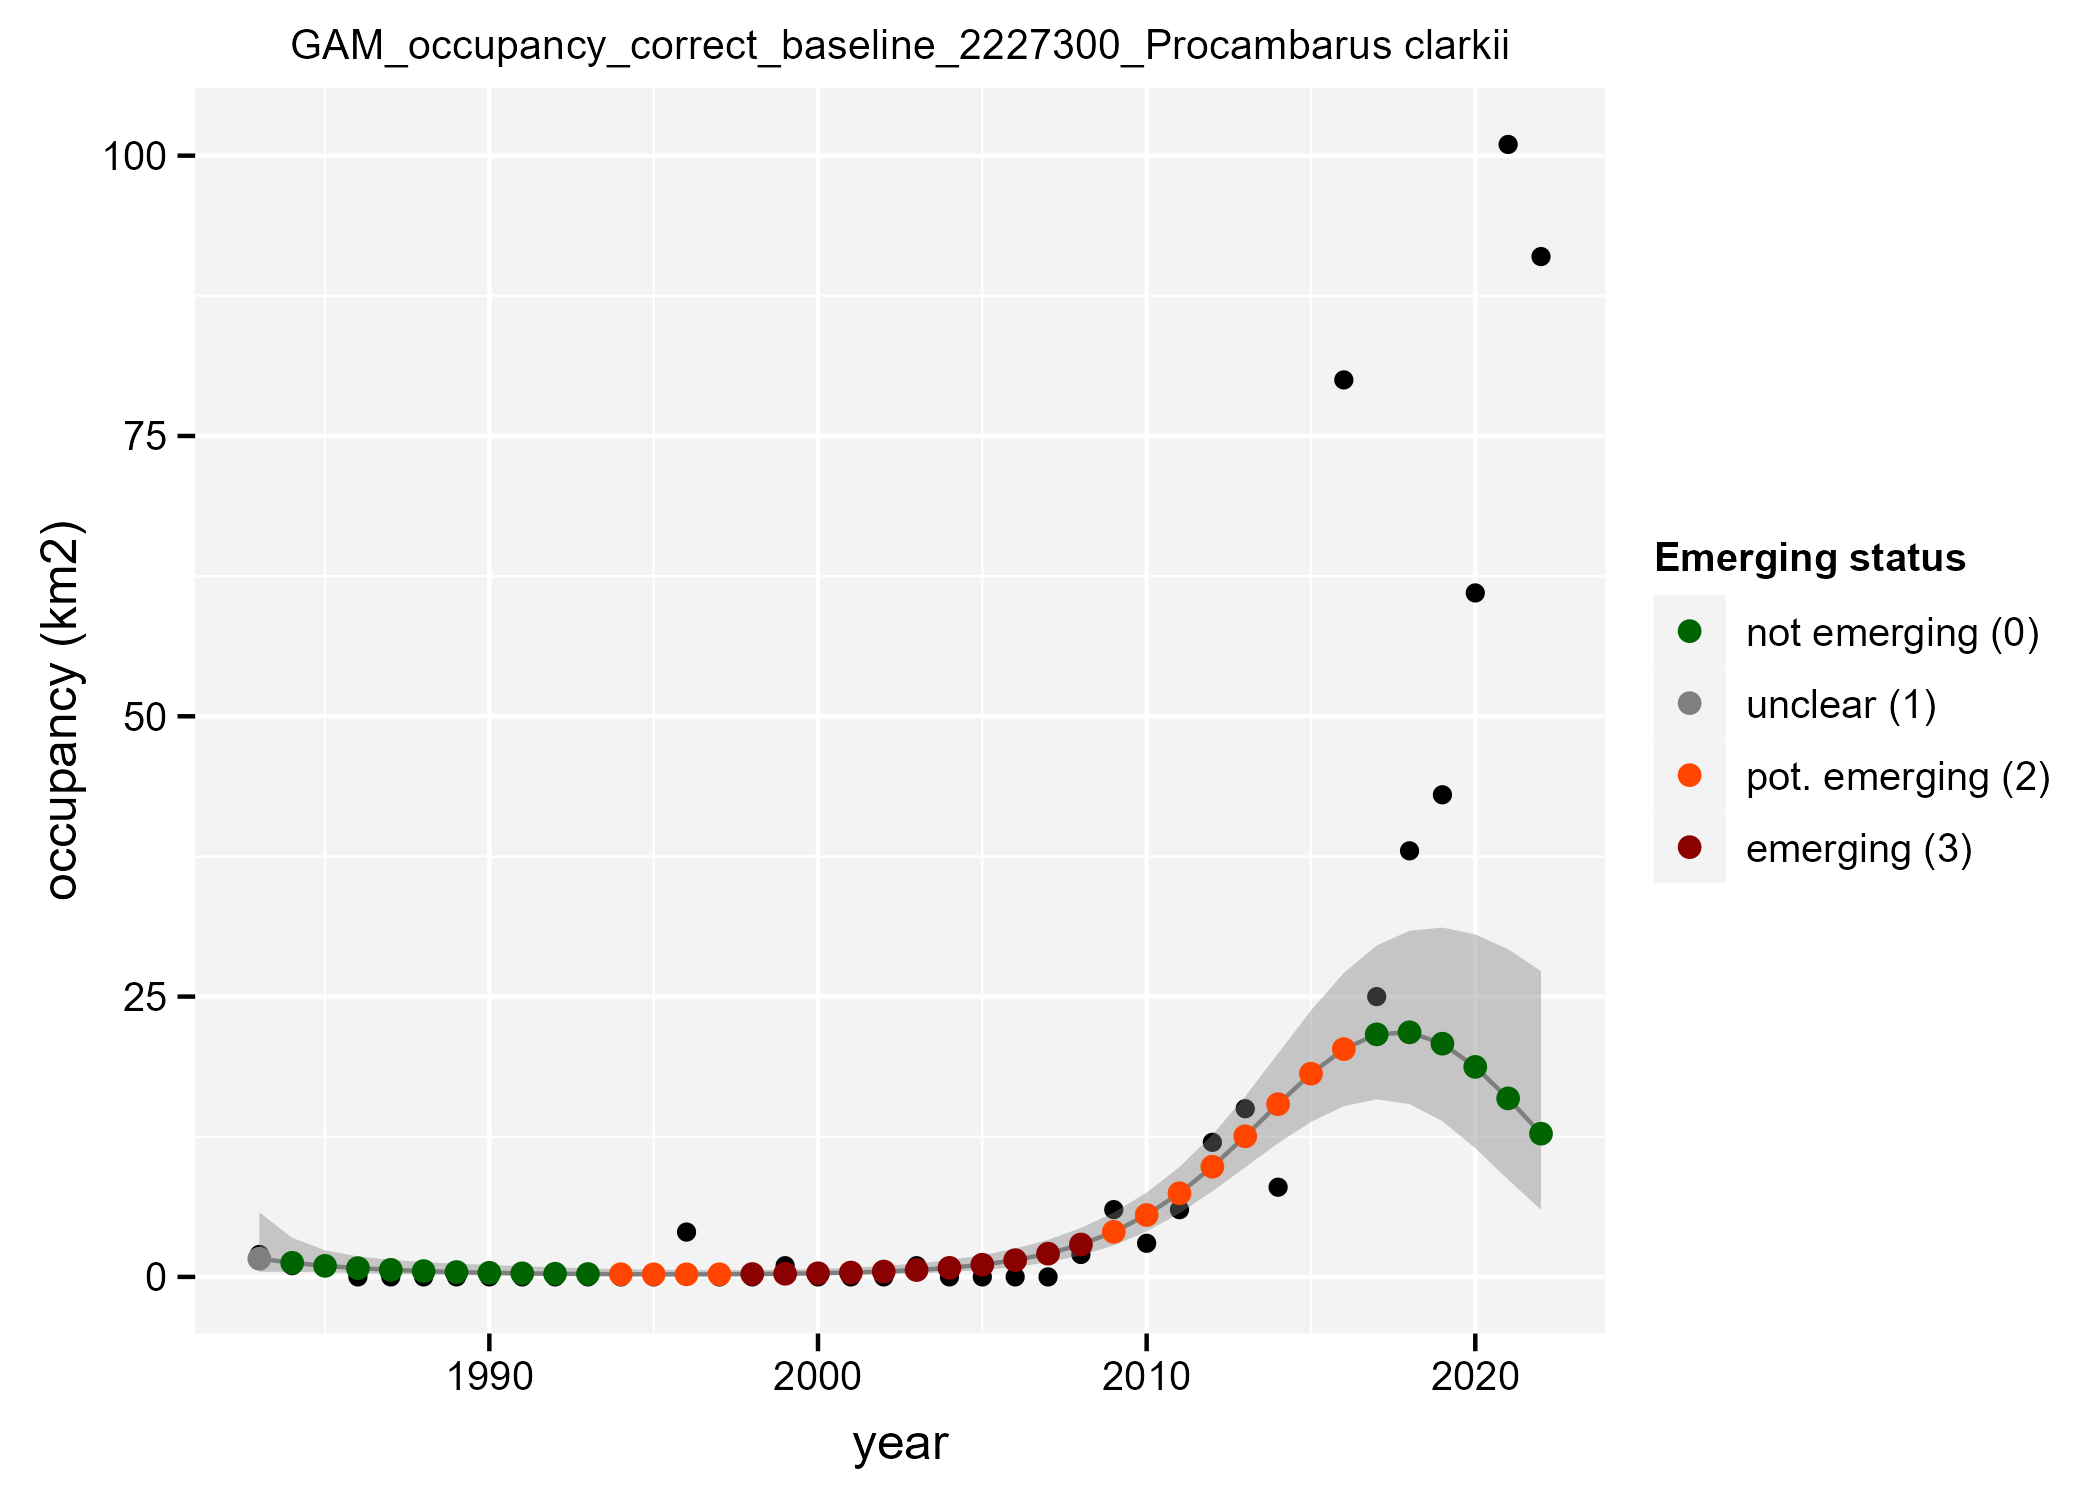 GAM_occupancy_correct_baseline_2227300_Procambarus clarkii
100
75
50
25
0
occupancy (km2)
1990 2000 2010 2020
year
Emerging status
not emerging (0)
unclear (1)
pot. emerging (2)
emerging (3)